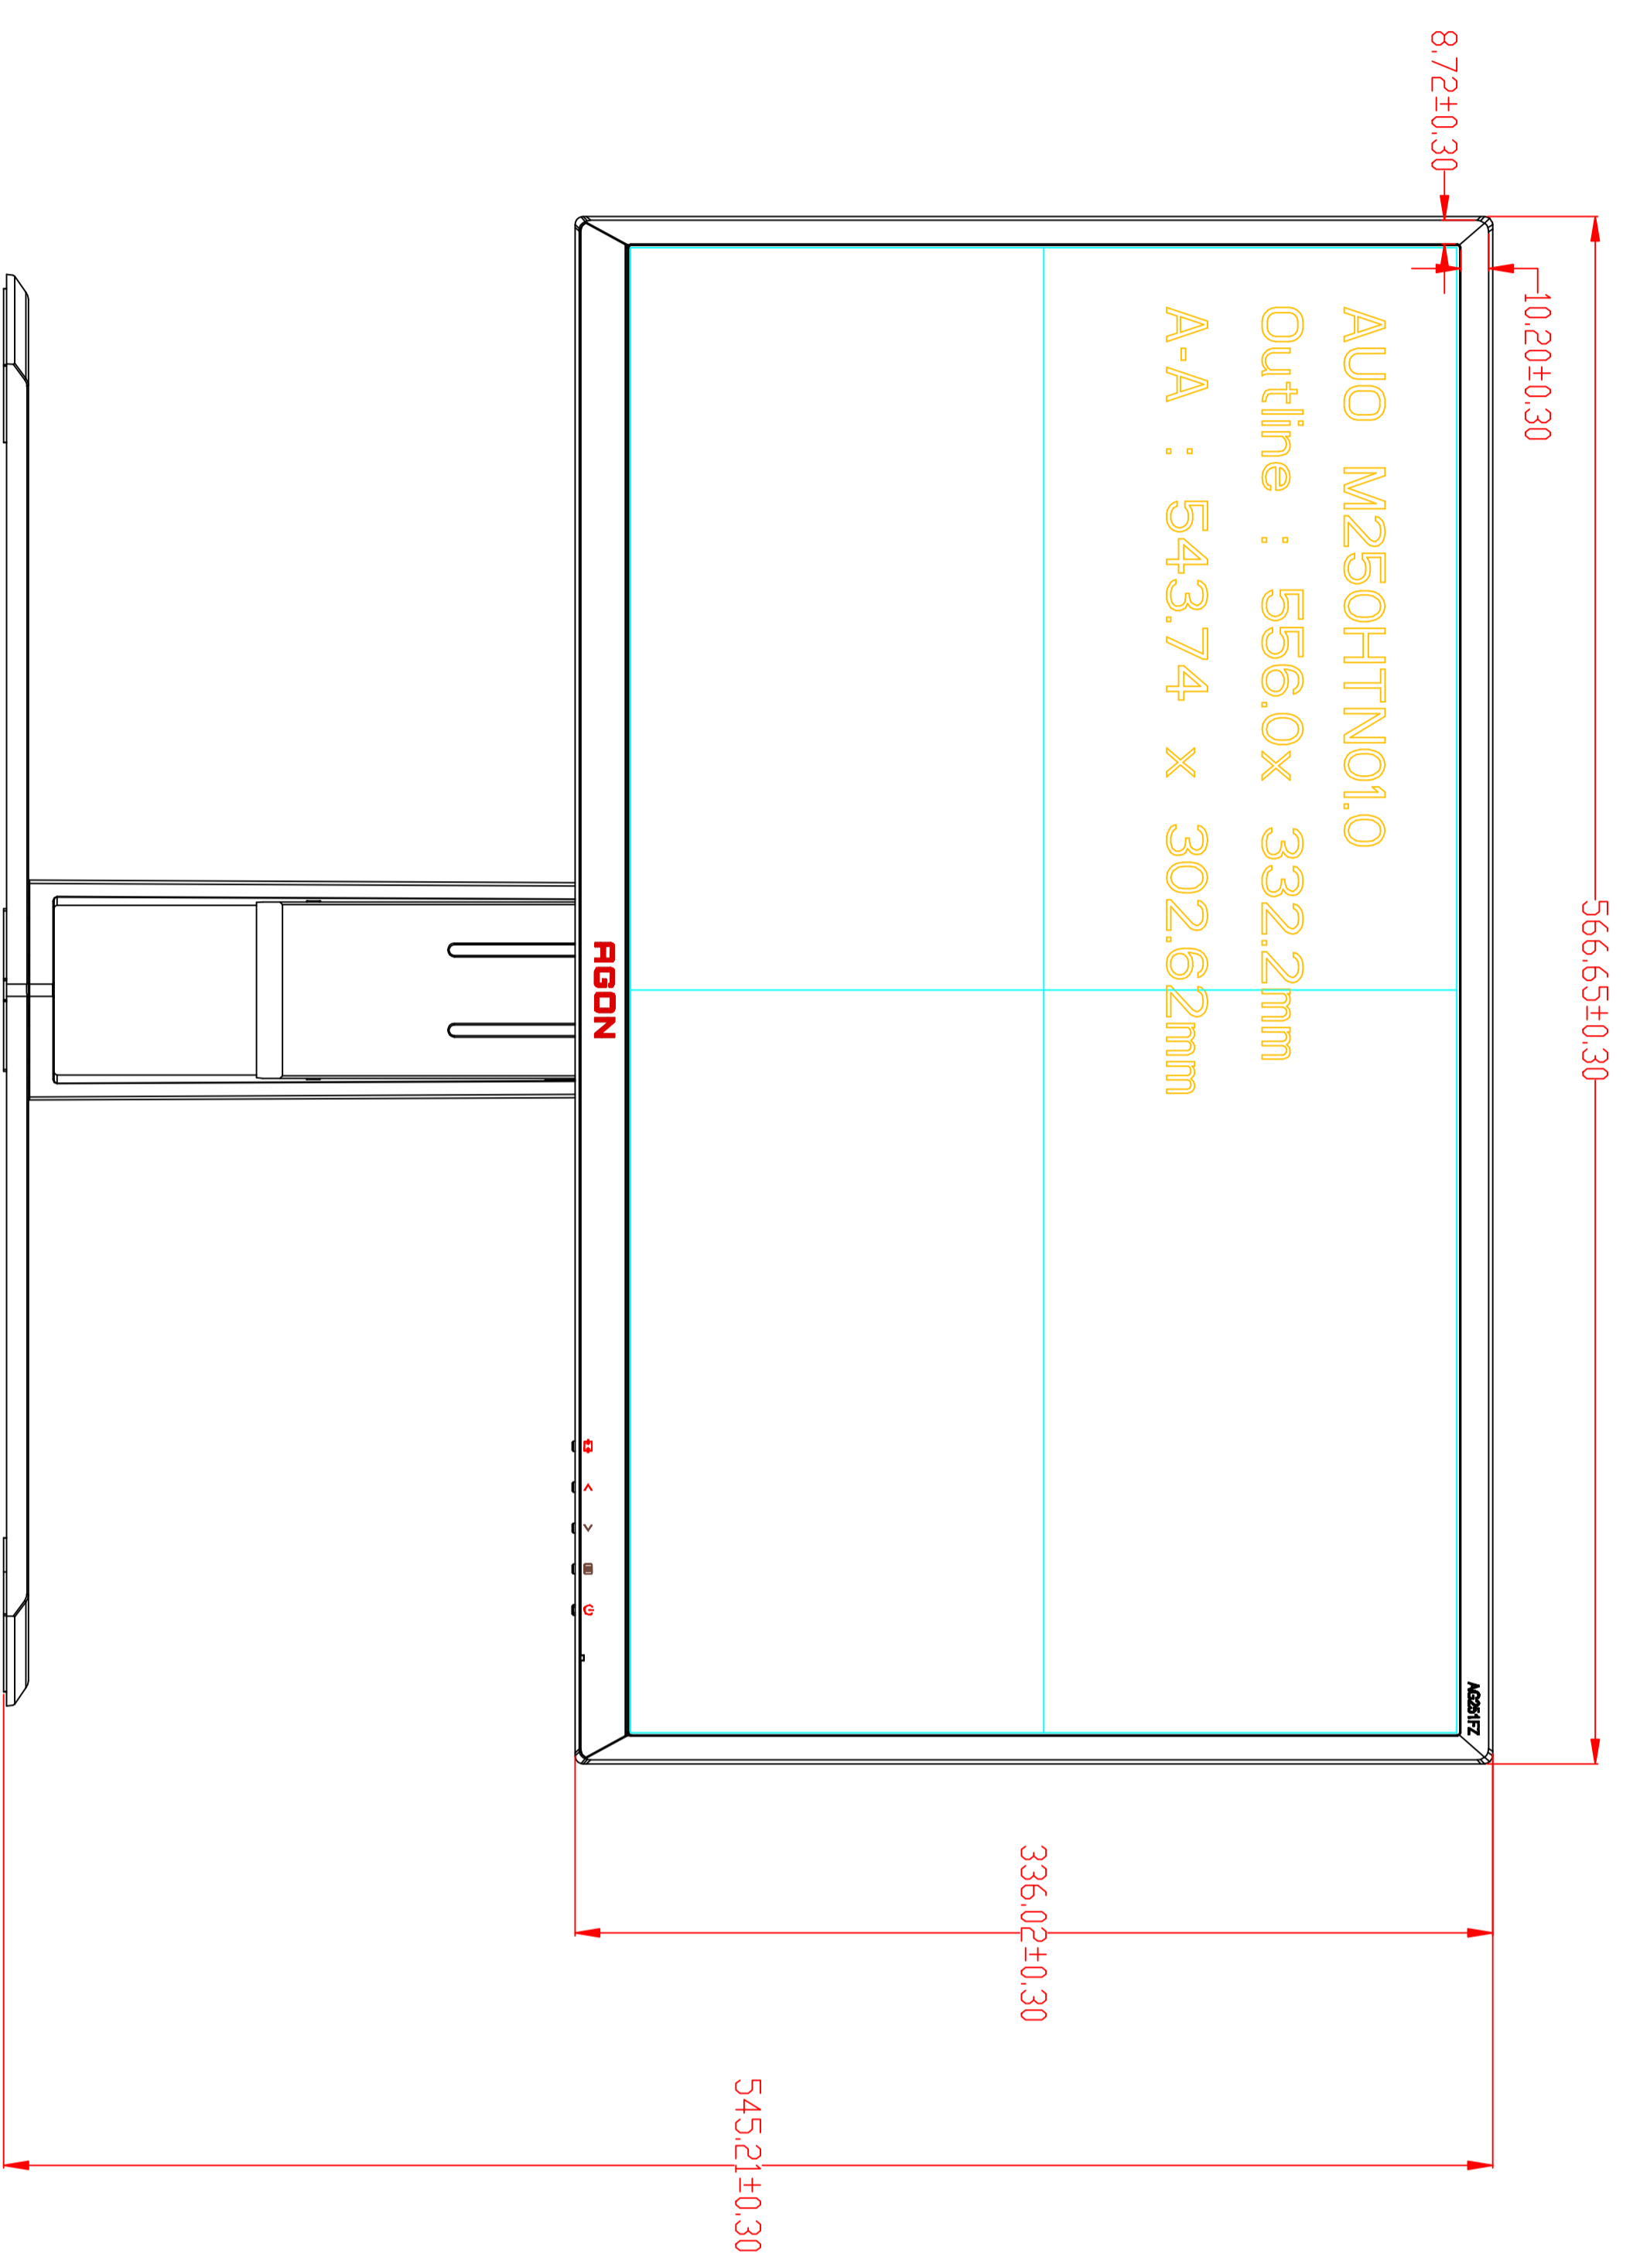 566.65±0.30
10.20±0.30
8.72±0.30
AG251FZ
AUO M250HTN01.0
Outline : 556.0x 332.2mm
A-A : 543.74 x 302.62mm
336.02±0.30
AGON
545.21±0.30